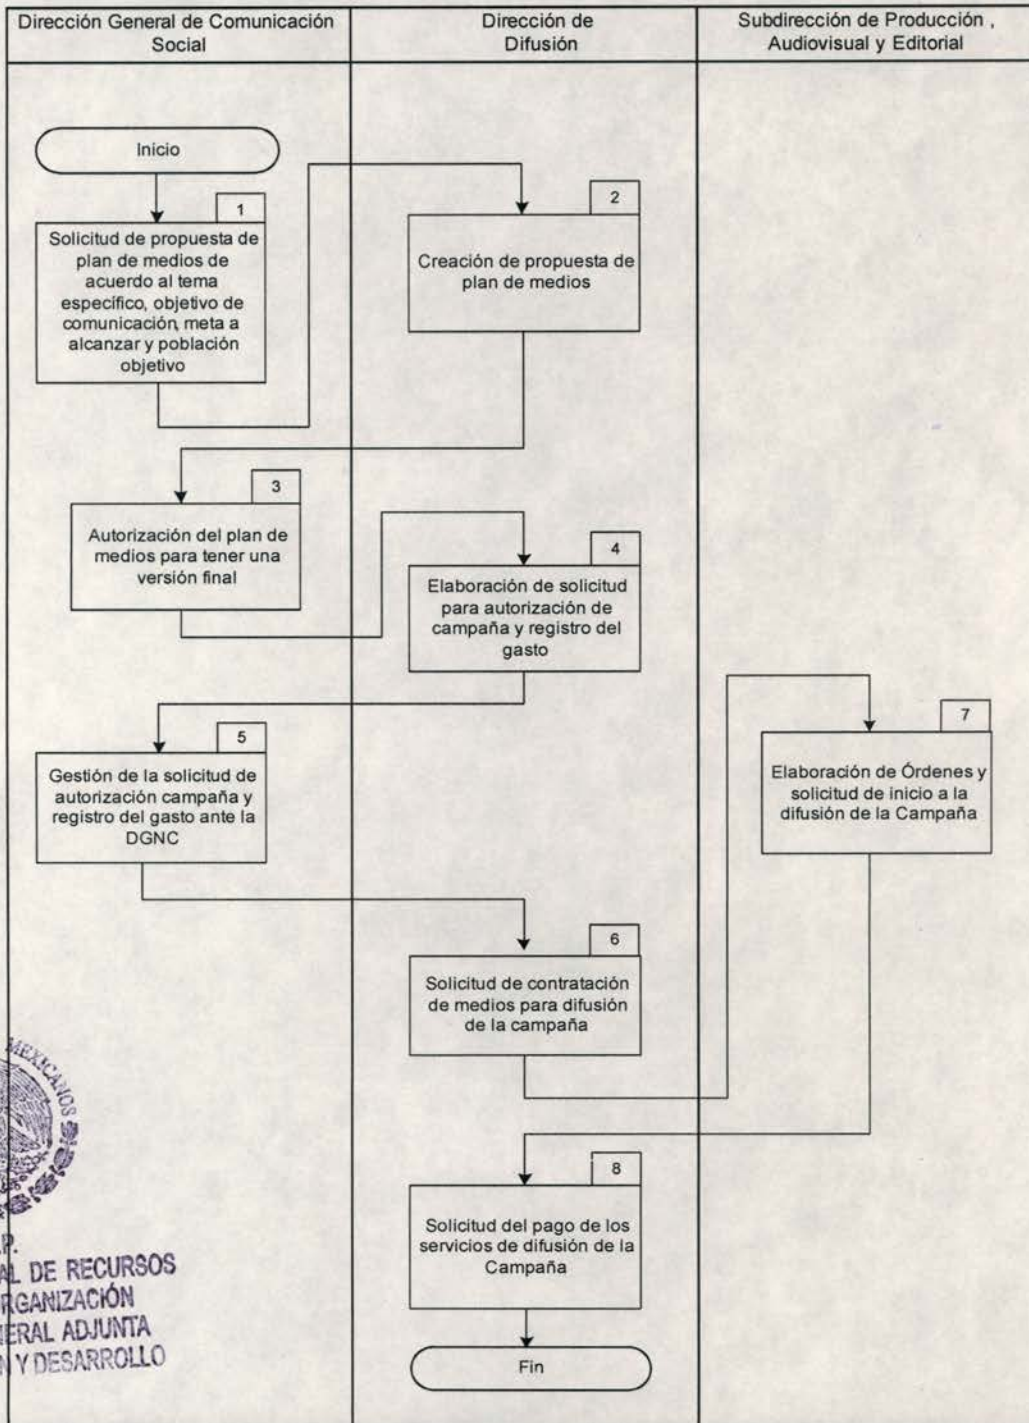 Dirección General de Comunicación
Social
Dirección de
Difusión
Subdirección de Producción ,
Audiovisual y Editorial
Inicio
1
Solicitud de propuesta de
plan de medios de
acuerdo al tema
específico, objetivo de
comunicación, meta a
alcanzar y población
objetivo
2
Creación de propuesta de
plan de medios
3
Autorización del plan de
medios para tener una
versión final
4
Elaboración de solicitud
para autorización de
campaña y registro del
gasto
5
Gestión de la solicitud de
autorización campaña y
registro del gasto ante la
DGNC
6
Solicitud de contratación
de medios para difusión
de la campaña
7
Elaboración de Órdenes y
solicitud de inicio a la
difusión de la Campaña
8
Solicitud del pago de los
servicios de difusión de la
Campaña
Fin
MEXICANOS
DE RECURSOS
ADJUNTA
Y DESARROLLO